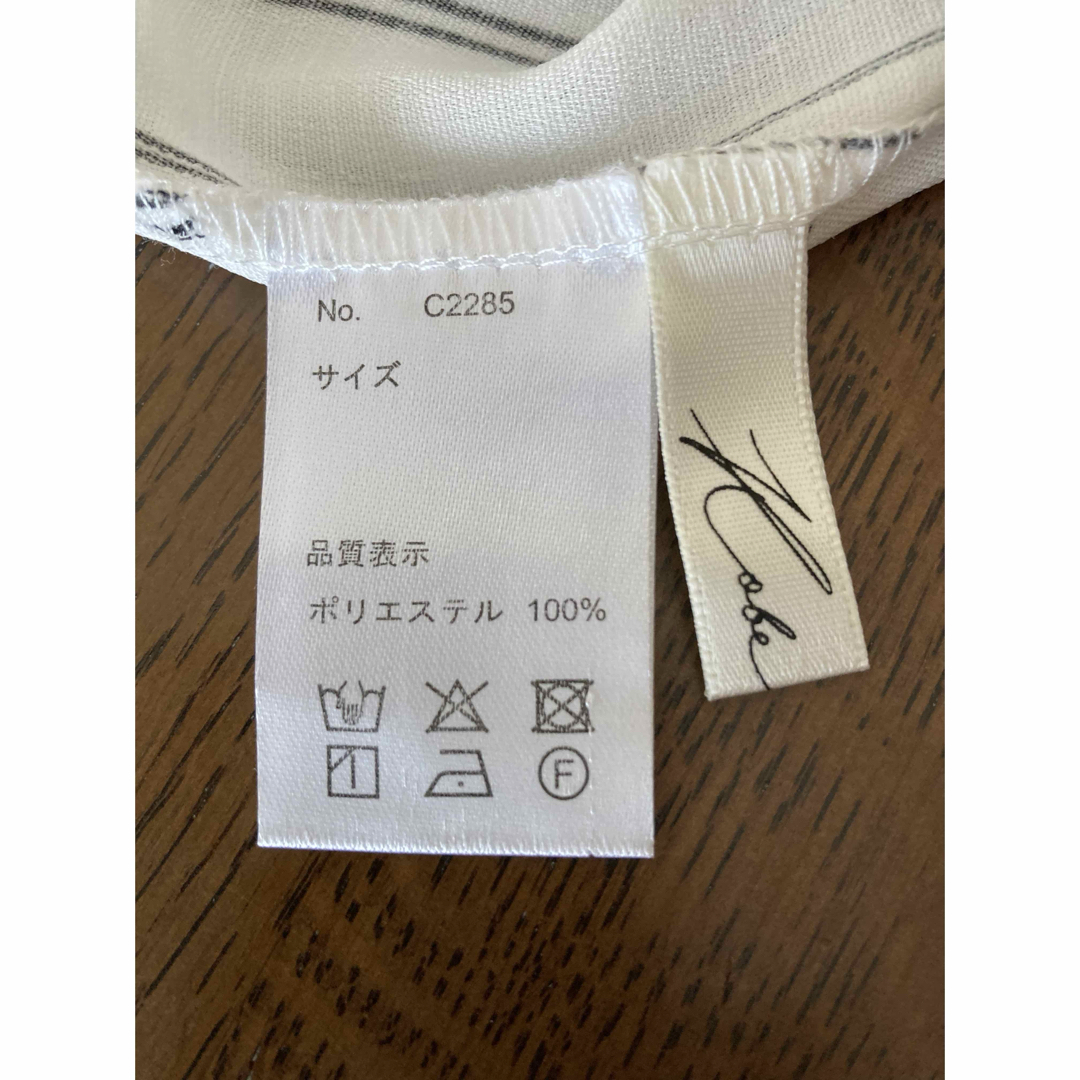 No. C2285
サイズ
品質表示
ポリエステル 100%
F
Kobe